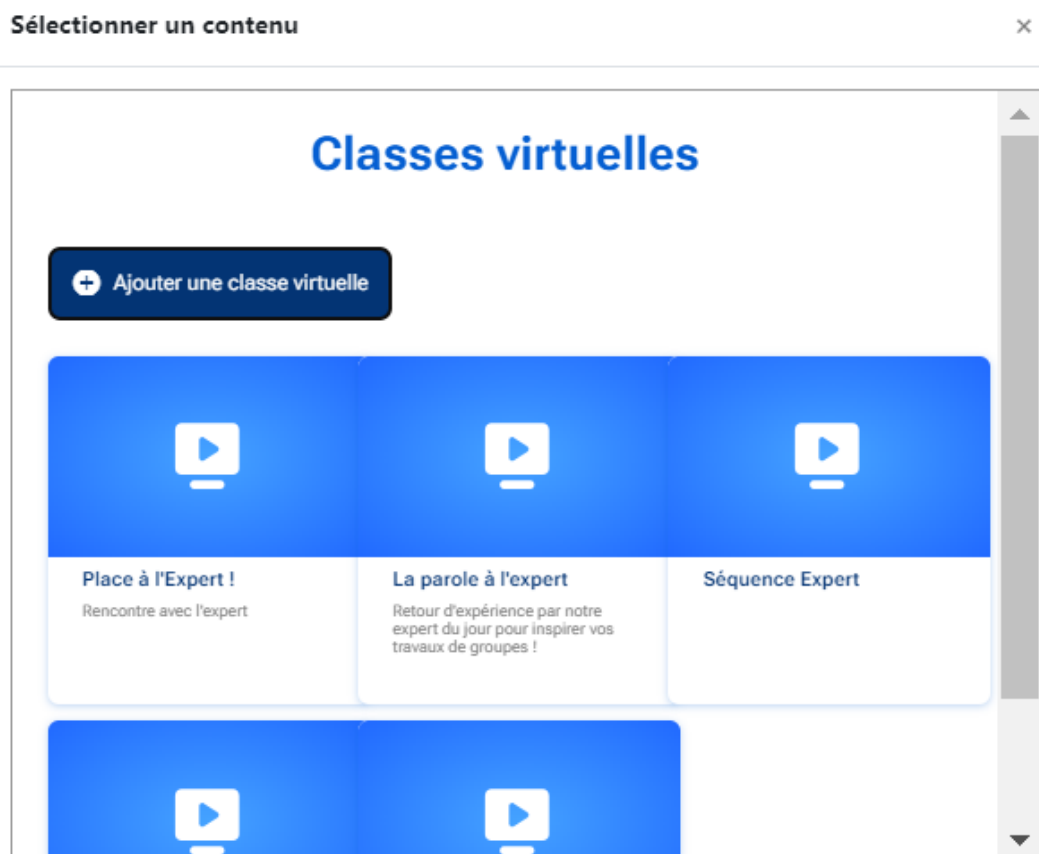 Sélectionner un contenu
Classes virtuelles
Ajouter une classe virtuelle
Place à l'Expert !
Rencontre avec l'expert
La parole à l'expert
Retour d'expérience par notre
expert du jour pour inspirer vos
travaux de groupes !
Séquence Expert